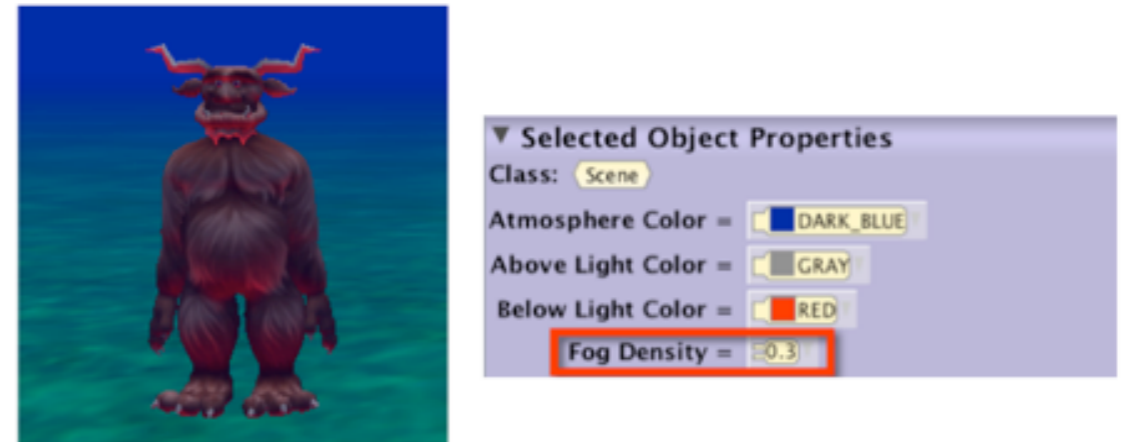 ▼ Selected Object Properties
Class: Scene
Atmosphere Color = DARK_BLUE
Above Light Color = GRAY
Below Light Color = RED
Fog Density = 0.3